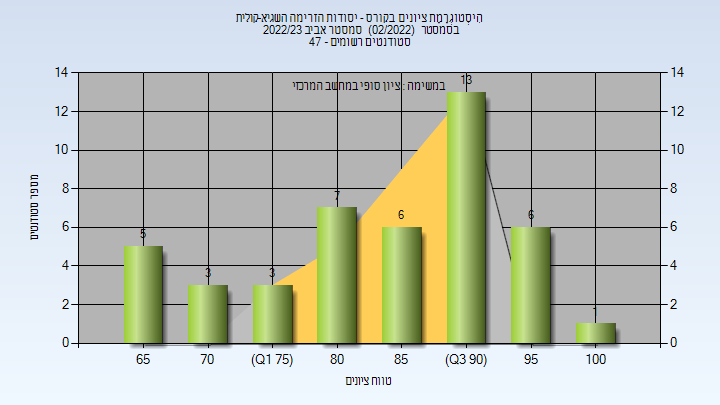 היסטוגרמת ציונים בקורס - יסודות הזרימה השגיא-קולית
בסמסטר (02/2022) סמסטר אביב 2022/23
סטודנטים רשומים - 47
במשימה : ציון סופי במחשב המרכזי
14 14
12 12
10 10
8 8
6 6
4 4
2 2
0 0
5 3 3 7 6 13 6 1
מספר סטודנטים
65 70 (Q1 75) 80 85 (Q3 90) 95 100
טווח ציונים